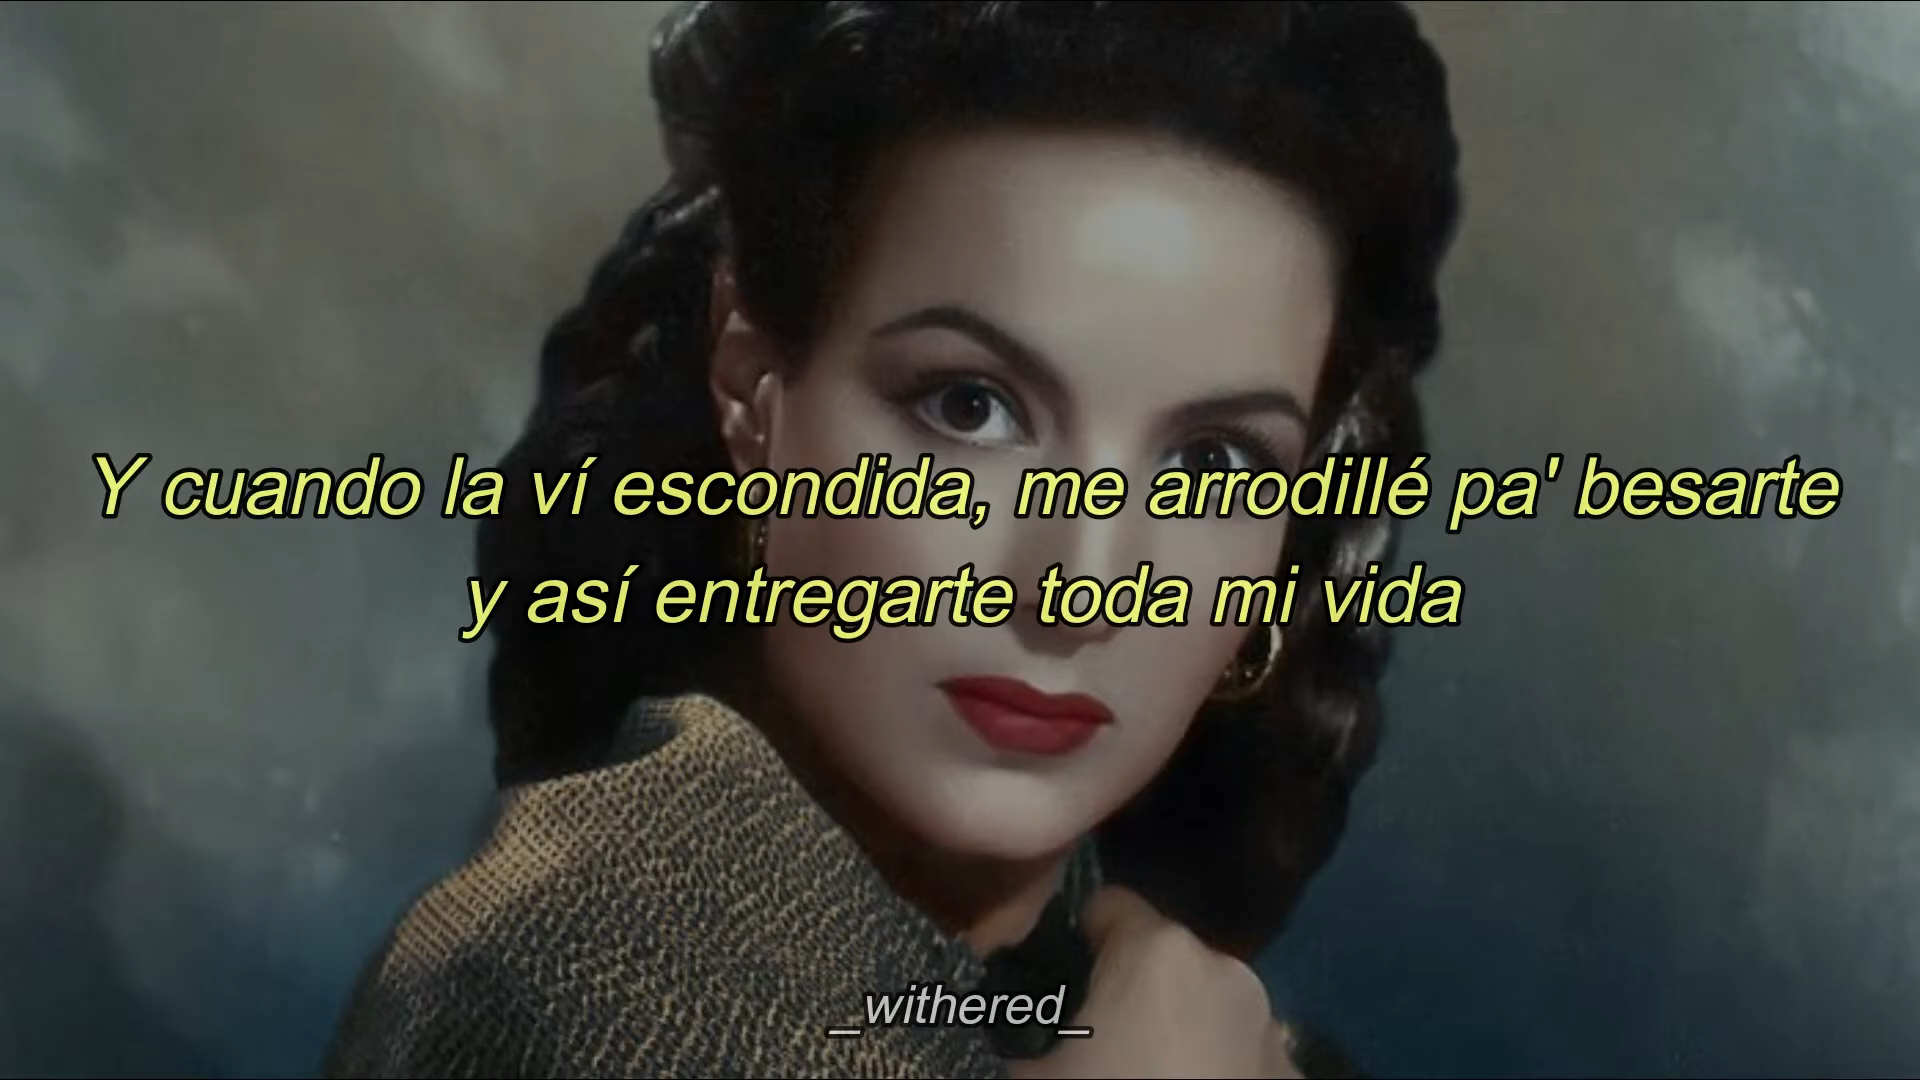 Y cuando la ví escondida, me arrodillé pa' besarte
y así entregarte toda mi vida
_withered_